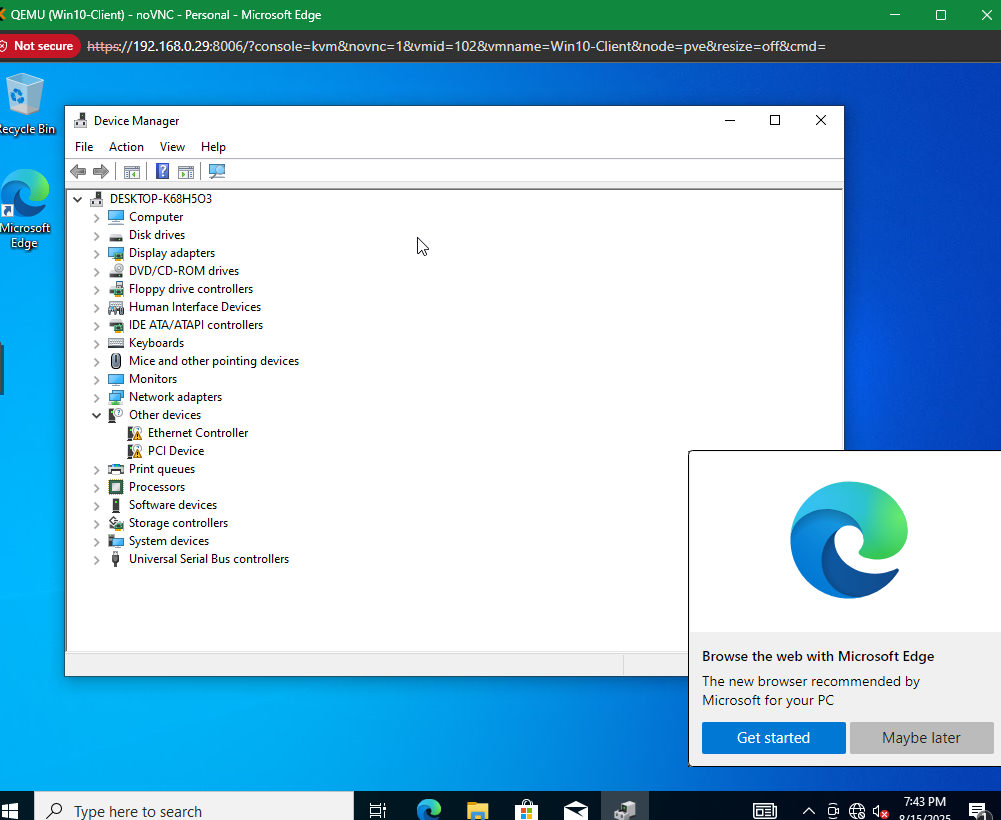 QEMU (Win10-Client) - noVNC - Personal - Microsoft Edge
Not secure https://192.168.0.29:8006/?console=kvm&novnc=1&vmid=102&vmname=Win10-Client&node=pve&resize=off&cmd=
Recycle Bin
Microsoft
Edge
Device Manager
File Action View Help
DESKTOP-K68H5O3
Computer
Disk drives
Display adapters
DVD/CD-ROM drives
Floppy drive controllers
Human Interface Devices
IDE ATA/ATAPI controllers
Keyboards
Mice and other pointing devices
Monitors
Network adapters
Other devices
Ethernet Controller
PCI Device
Print queues
Processors
Software devices
Storage controllers
System devices
Universal Serial Bus controllers
Browse the web with Microsoft Edge
The new browser recommended by
Microsoft for your PC
Get started Maybe later
Type here to search
7:43 PM
8/15/2025
1